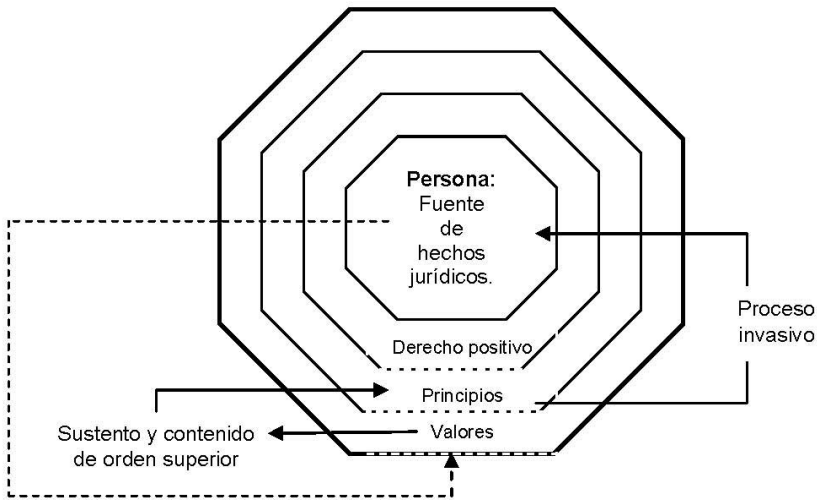 Persona:
Fuente
de
hechos
jurídicos.
Proceso
invasivo
Derecho positivo
Principios
Valores
Sustento y contenido
de orden superior